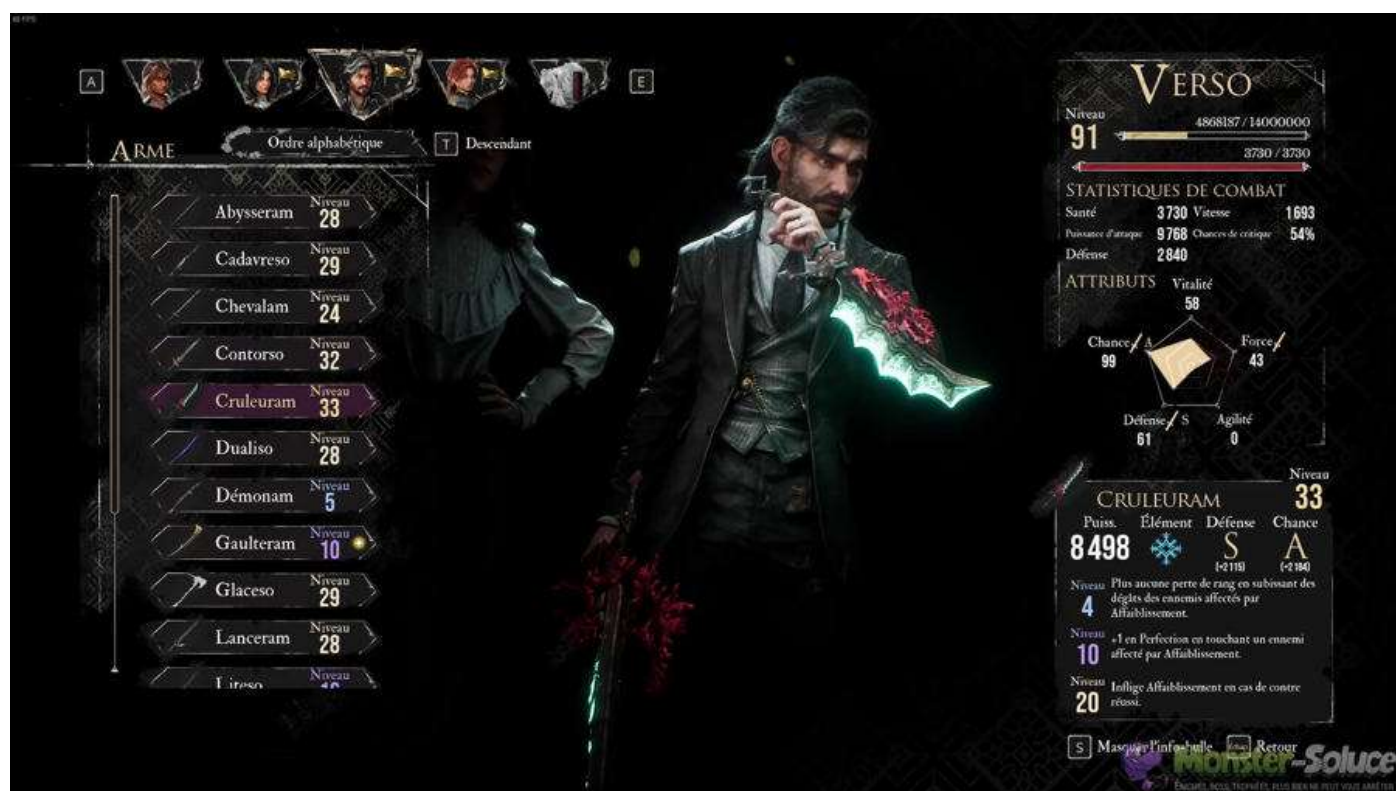 A
E
ARME
Ordre alphabétique
T Descendant
Abysseram Niveau 28
Cadavreso Niveau 29
Chevalam Niveau 24
Contorso Niveau 32
Cruleuram Niveau 33
Dualiso Niveau 28
Démonam Niveau 5
Gaulteram Niveau 10
Glaceso Niveau 29
Lanceram Niveau 28
Niveau
VERSO
Niveau
91
4868187 / 14000000
3730 / 3730
STATISTIQUES DE COMBAT
Santé 3730 Vitesse 1693
Puissance d'attaque 9768 Chances de critique 54%
Défense 2840
ATTRIBUTS
Vitalité
58
Chance A
99
Force
43
Défense S
61
Agilité
0
CRULEURAM
Niveau
33
Puiss. Élément Défense Chance
8498 S A
(+2115) (+2184)
Niveau 4
Plus aucune perte de rang en subissant des
dégâts des ennemis affectés par
Affaiblissement.
Niveau 10
+1 en Perfection en touchant un ennemi
affecté par Affaiblissement.
Niveau 20
Inflige Affaiblissement en cas de contre
réussi.
S Masquer l'info-bulle Retour
Monster-Soluce